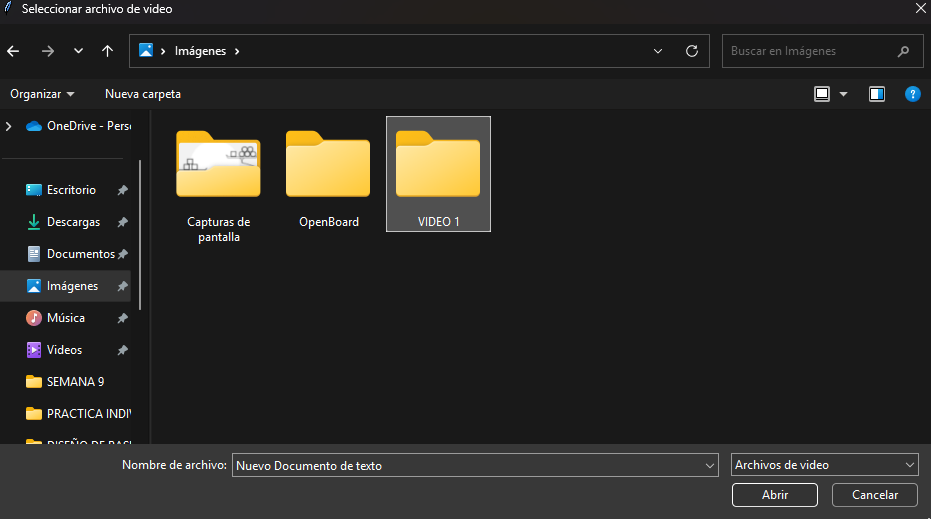 Seleccionar archivo de video
Imágenes
Buscar en Imágenes
Organizar
Nueva carpeta
OneDrive - Perso
Escritorio
Descargas
Documentos
Imágenes
Música
Videos
SEMANA 9
PRACTICA INDIV
DISEÑO DE BAS
Capturas de
pantalla
OpenBoard
VIDEO 1
Nombre de archivo:
Nuevo Documento de texto
Archivos de video
Abrir
Cancelar